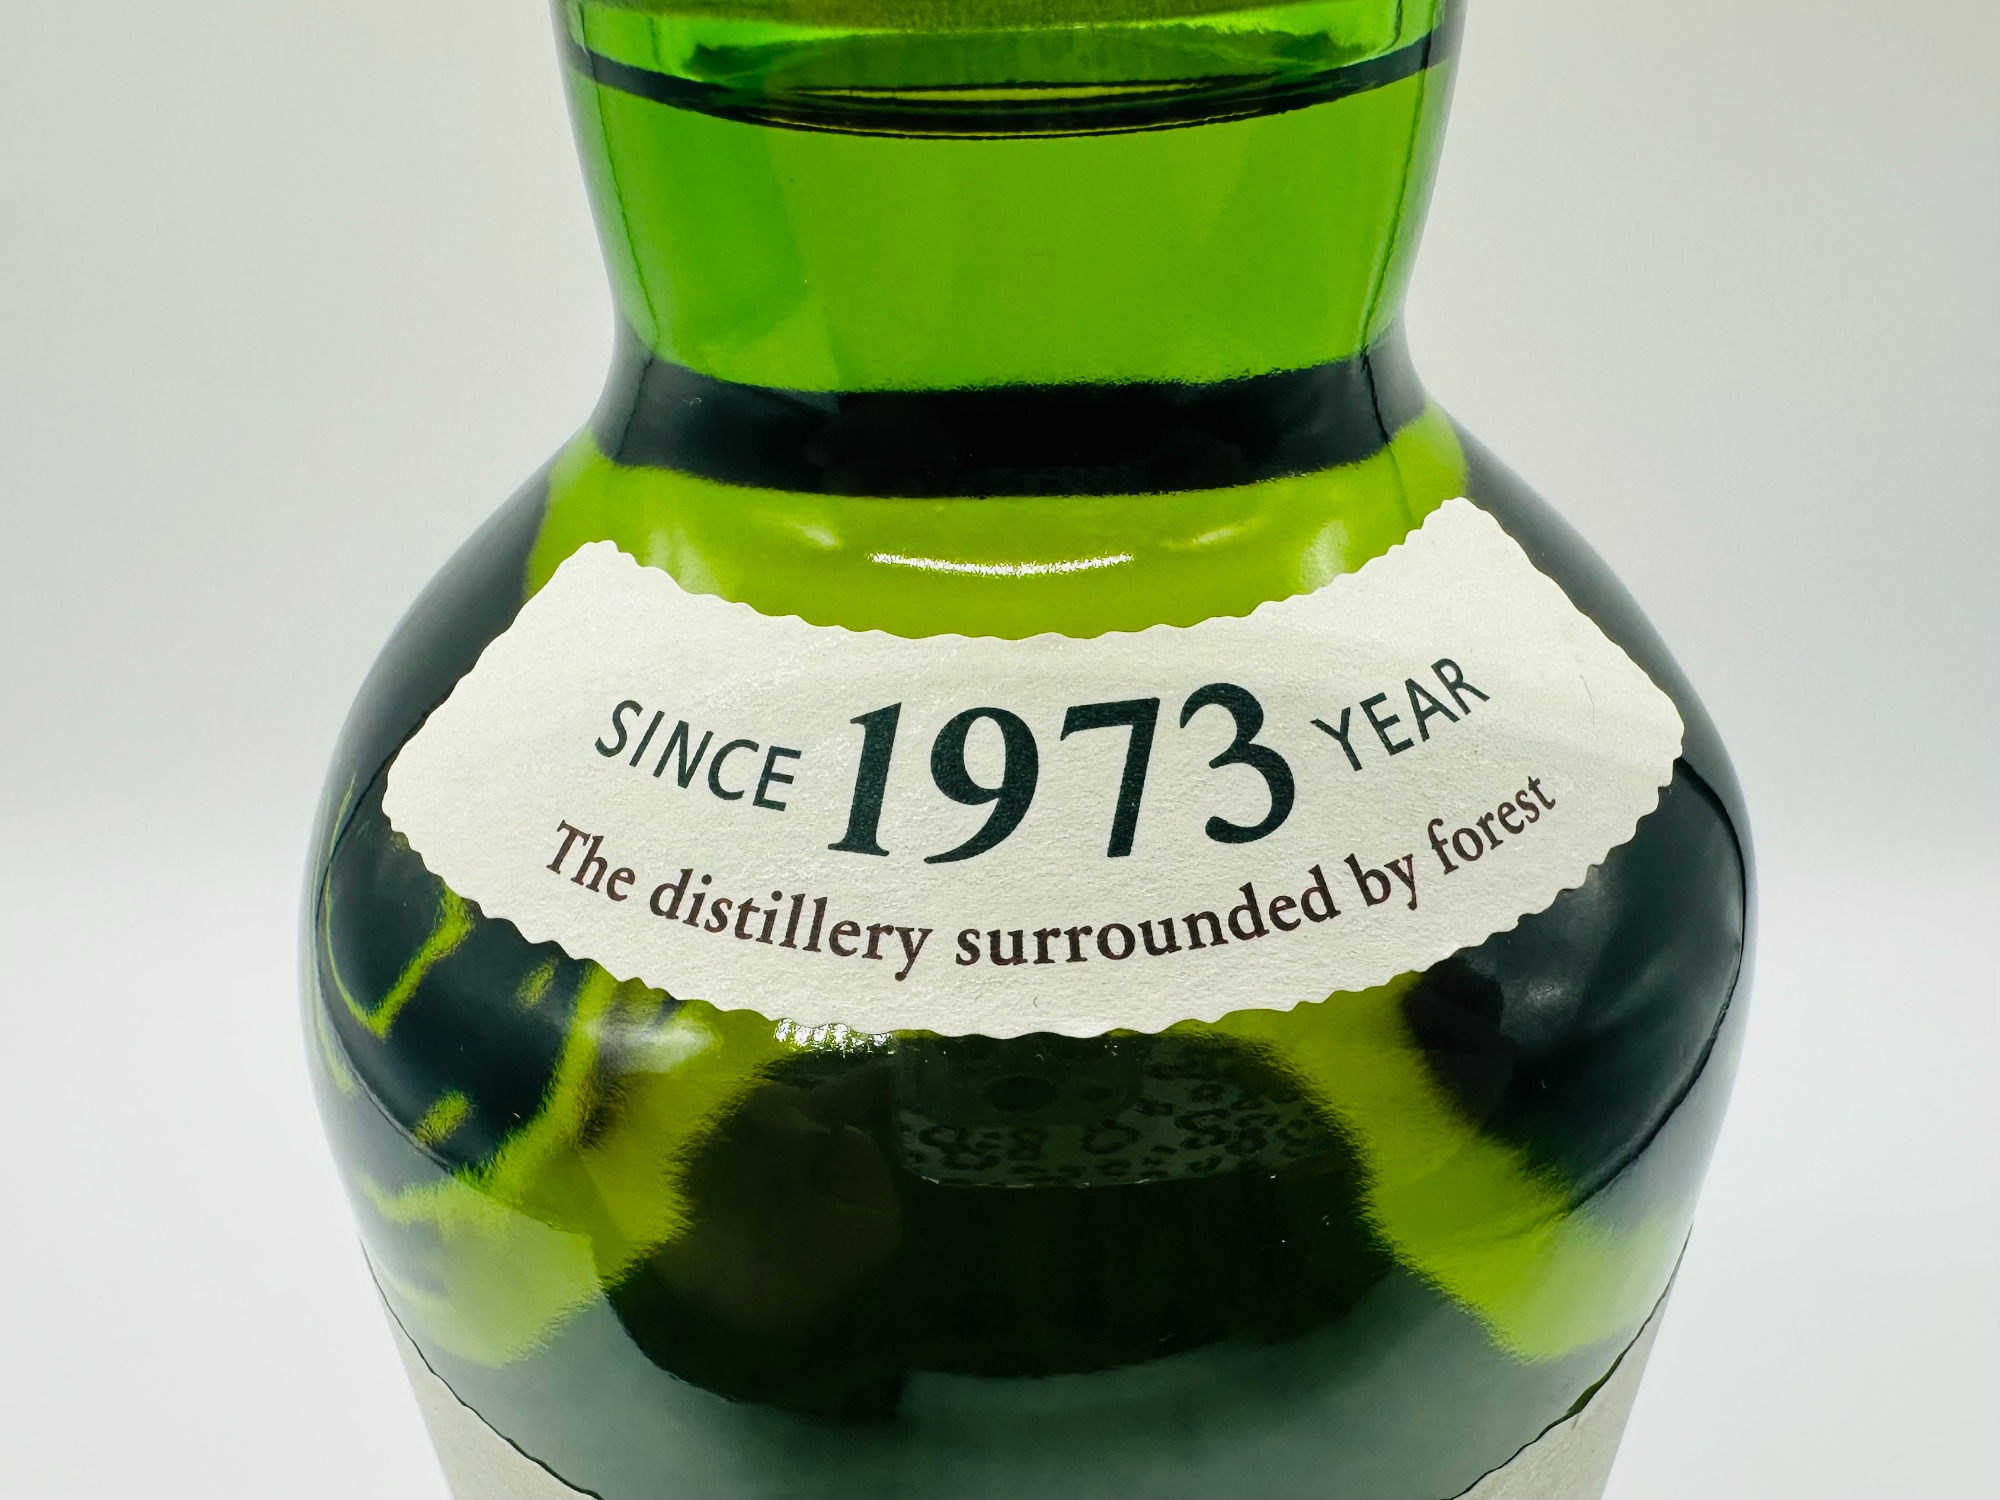 SINCE 1973 YEAR
The distillery surrounded by forest